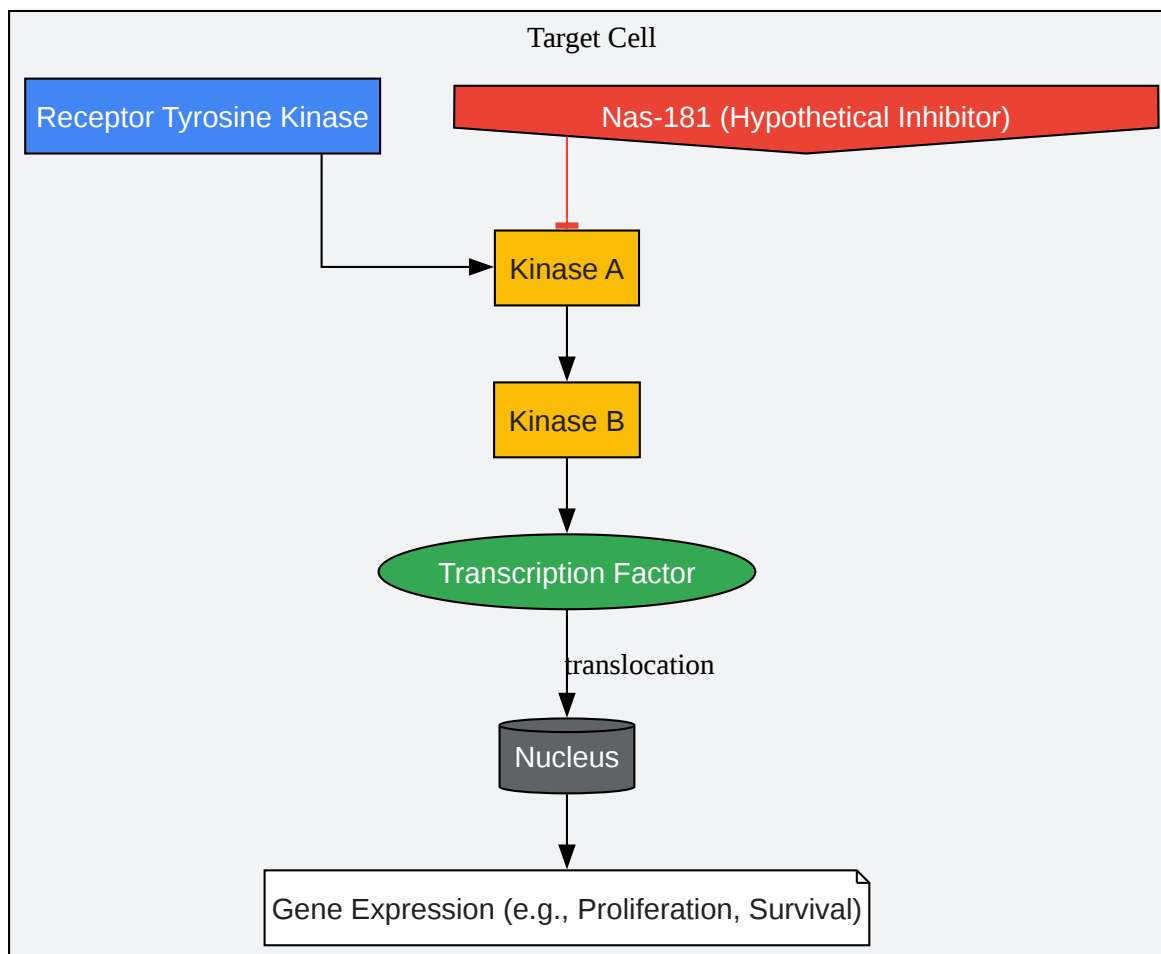 Target Cell
Receptor Tyrosine Kinase
Nas-181 (Hypothetical Inhibitor)
Kinase A
Kinase B
Transcription Factor
translocation
Nucleus
Gene Expression (e.g., Proliferation, Survival)